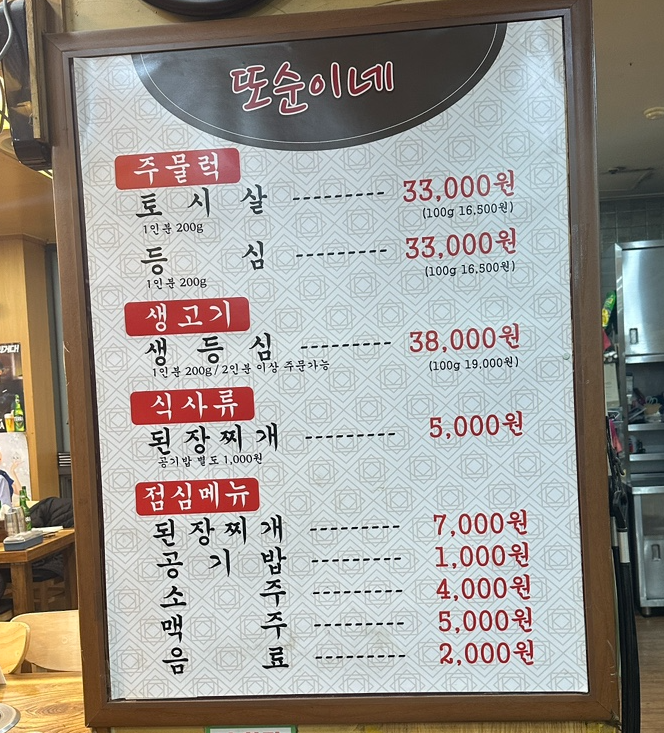 또순이네
주물럭
토시살 ---------- 33,000원
1인분 200g (100g 16,500원)
등심 ---------- 33,000원
1인분 200g (100g 16,500원)
생고기
생등심 ---------- 38,000원
1인분 200g / 2인분 이상 주문가능 (100g 19,000원)
식사류
된장찌개 ---------- 5,000원
공기밥 별도 1,000원
점심메뉴
된장찌개 ---------- 7,000원
공기밥 ---------- 1,000원
소주 ---------- 4,000원
맥주 ---------- 5,000원
음료 ---------- 2,000원